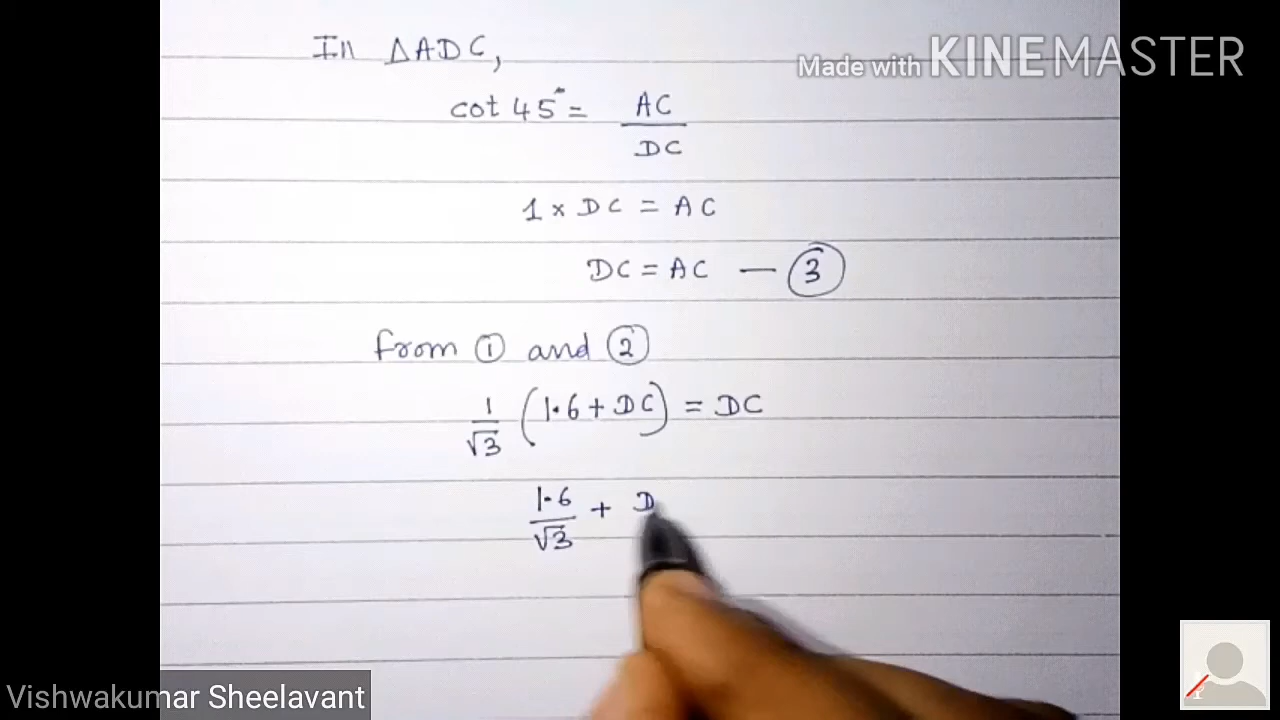 In ΔADC,
Made with KINEMASTER
cot 45° = AC/DC
1 × DC = AC
DC = AC — ③
from ① and ②
1/√3 (1.6 + DC) = DC
1.6/√3 + D
Vishwakumar Sheelavant